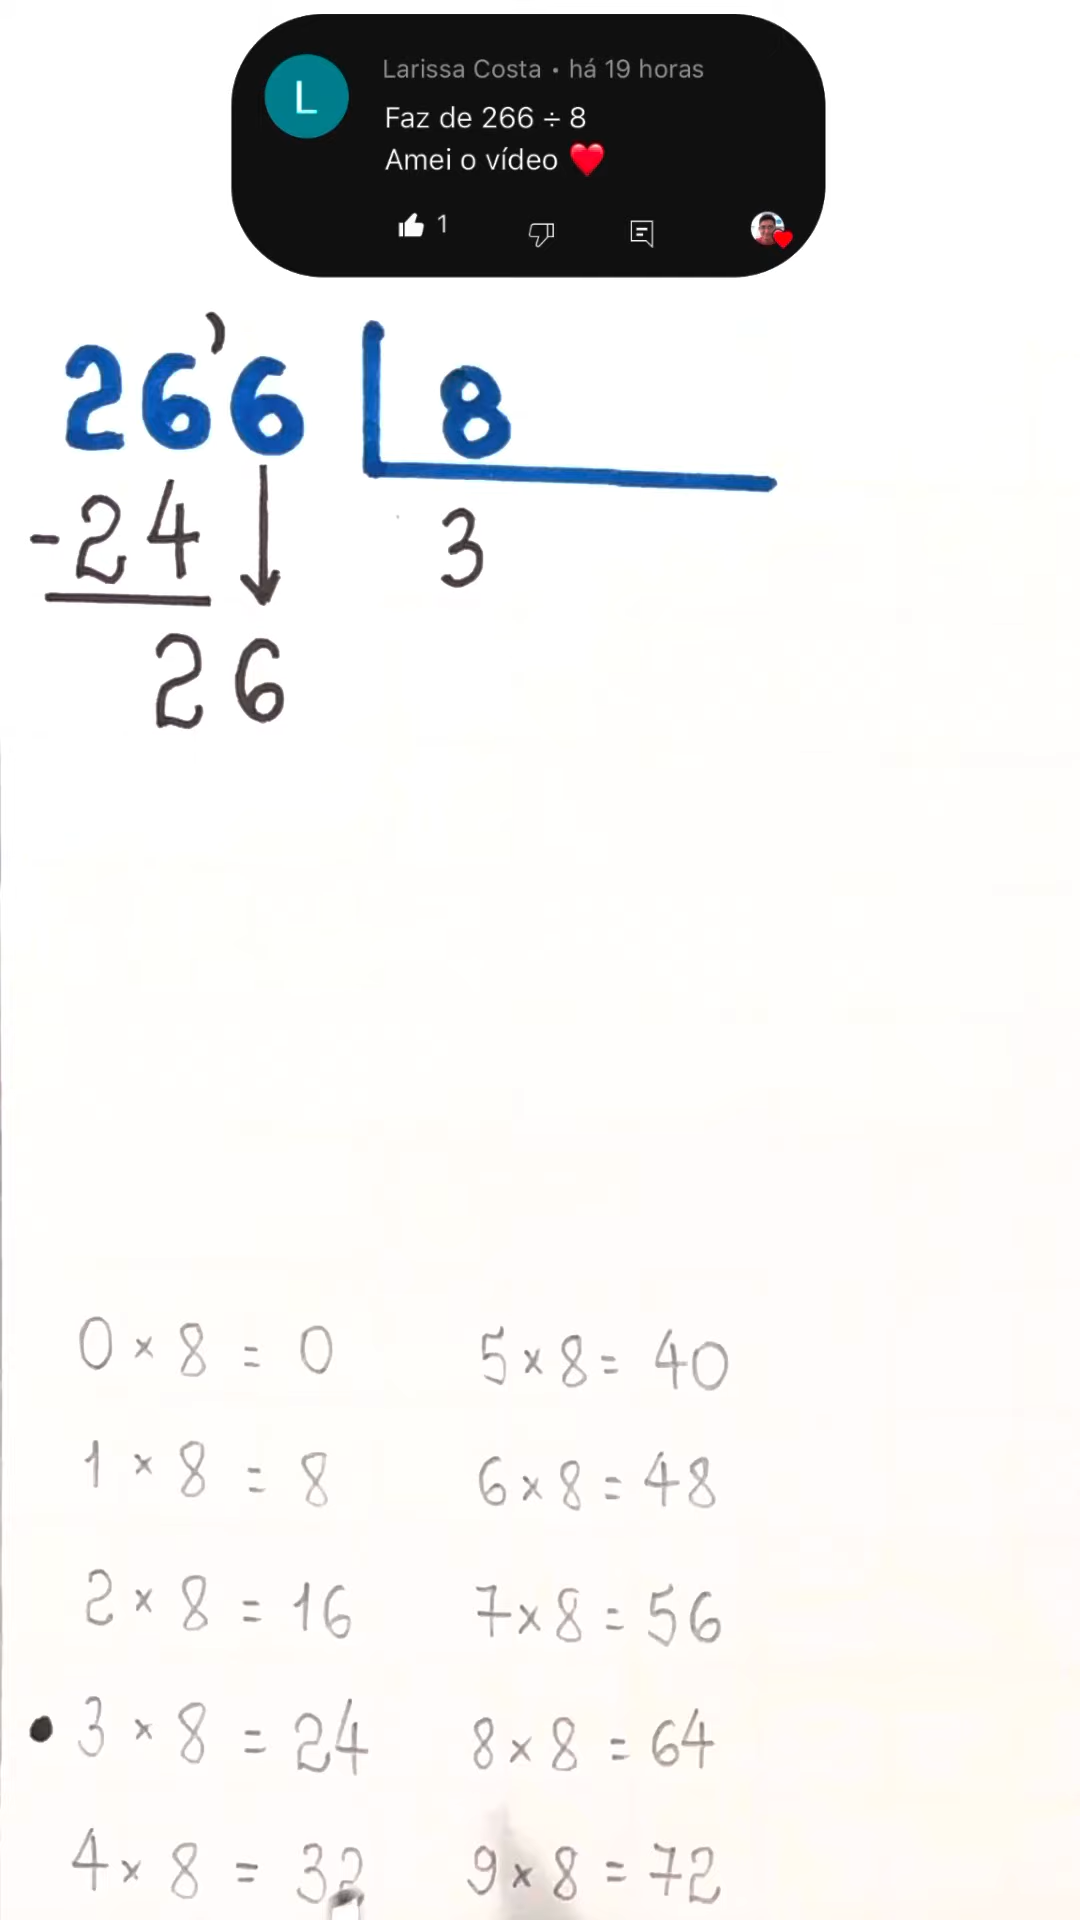 Larissa Costa • há 19 horas
Faz de 266 ÷ 8
Amei o vídeo ❤️
1
266 8
-24 3
26
0 × 8 = 0
1 × 8 = 8
2 × 8 = 16
3 × 8 = 24
4 × 8 = 32
5 × 8 = 40
6 × 8 = 48
7 × 8 = 56
8 × 8 = 64
9 × 8 = 72